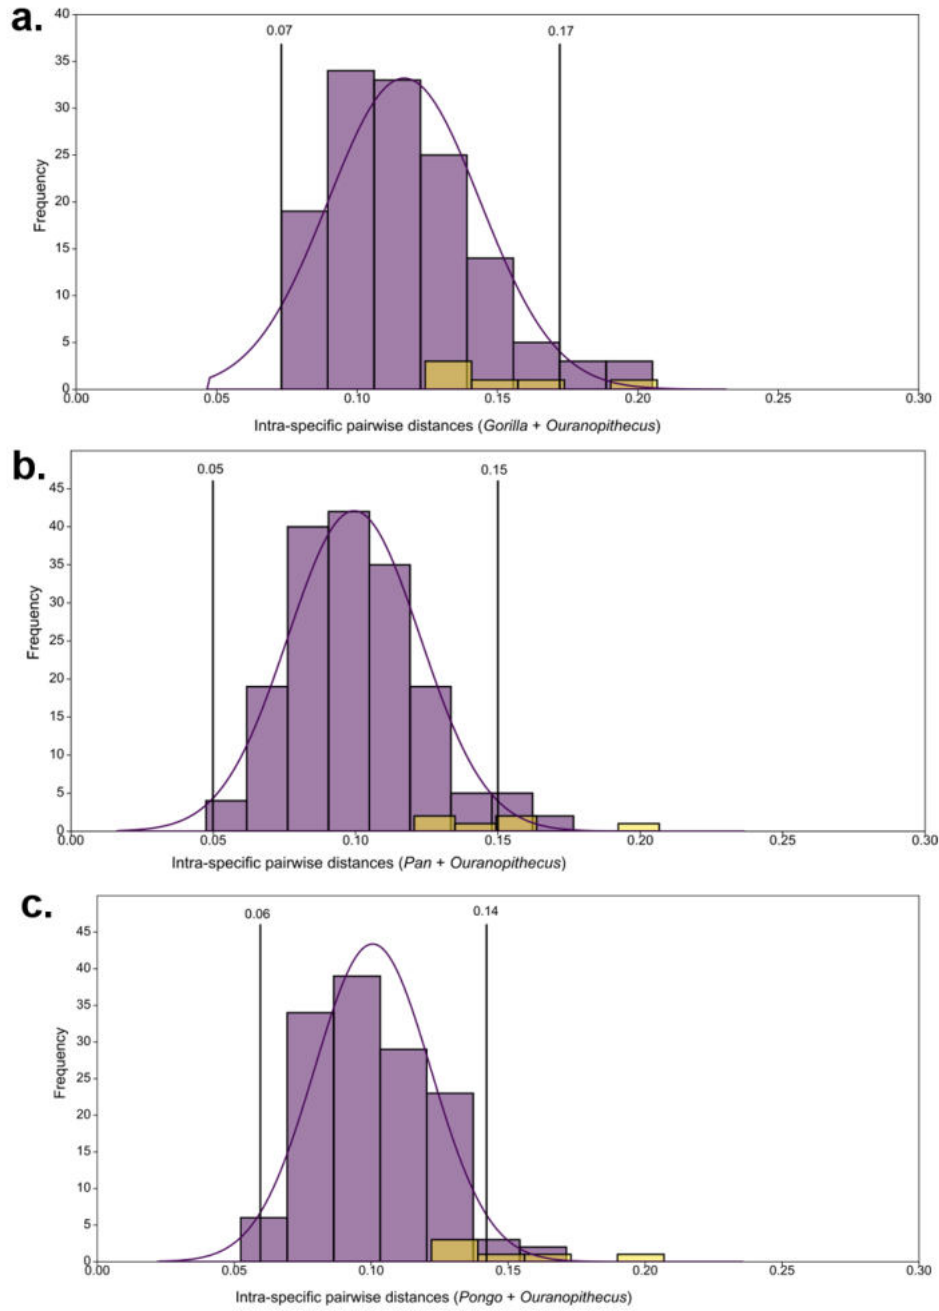 a.
0.07 0.17
40
35
30
25
20
15
10
5
0
Frequency
0.00 0.05 0.10 0.15 0.20 0.25 0.30
Intra-specific pairwise distances (Gorilla + Ouranopithecus)
b.
0.05 0.15
45
40
35
30
25
20
15
10
5
0
Frequency
0.00 0.05 0.10 0.15 0.20 0.25 0.30
Intra-specific pairwise distances (Pan + Ouranopithecus)
c.
0.06 0.14
45
40
35
30
25
20
15
10
5
0
Frequency
0.00 0.05 0.10 0.15 0.20 0.25 0.30
Intra-specific pairwise distances (Pongo + Ouranopithecus)